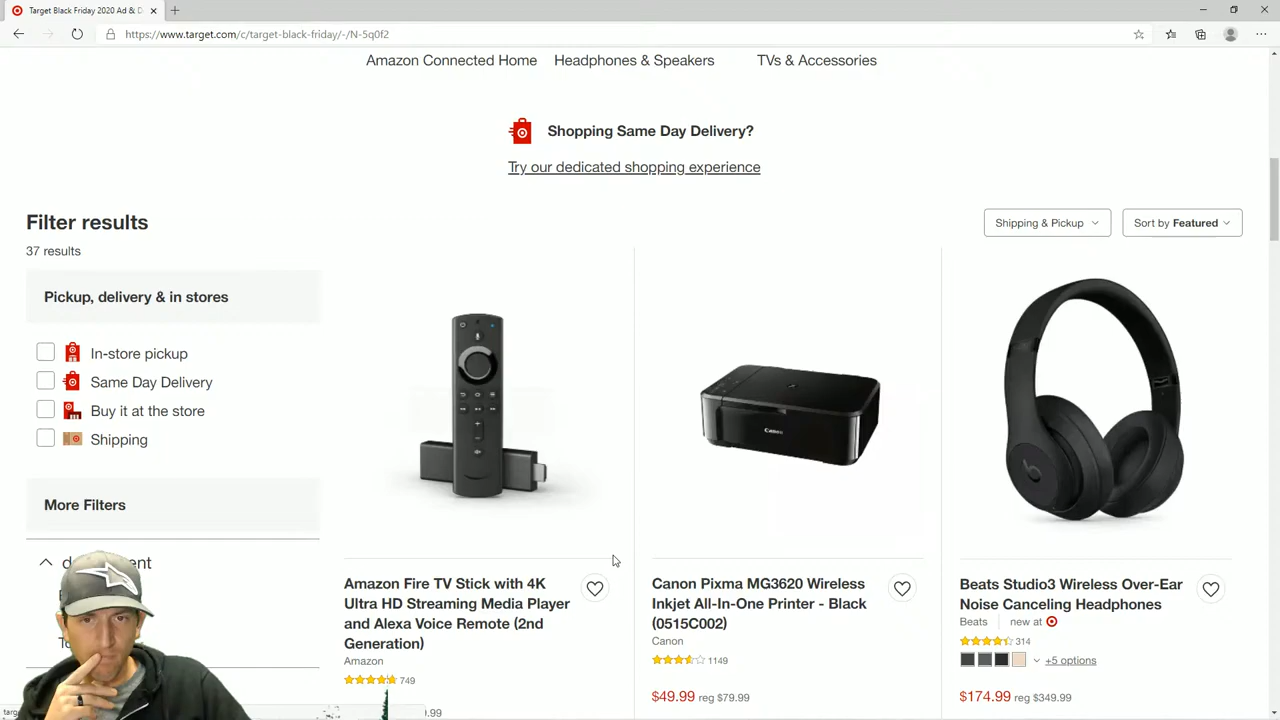 Target Black Friday 2020 Ad & D
https://www.target.com/c/target-black-friday/-/N-5q0f2
Amazon Connected Home Headphones & Speakers TVs & Accessories
Shopping Same Day Delivery?
Try our dedicated shopping experience
Filter results
37 results
Shipping & Pickup
Sort by Featured
Pickup, delivery & in stores
In-store pickup
Same Day Delivery
Buy it at the store
Shipping
More Filters
Canon
Amazon Fire TV Stick with 4K
Ultra HD Streaming Media Player
and Alexa Voice Remote (2nd
Generation)
Amazon
749
Canon Pixma MG3620 Wireless
Inkjet All-In-One Printer - Black
(0515C002)
Canon
1149
$49.99 reg $79.99
Beats Studio3 Wireless Over-Ear
Noise Canceling Headphones
Beats new at
314
+5 options
$174.99 reg $349.99